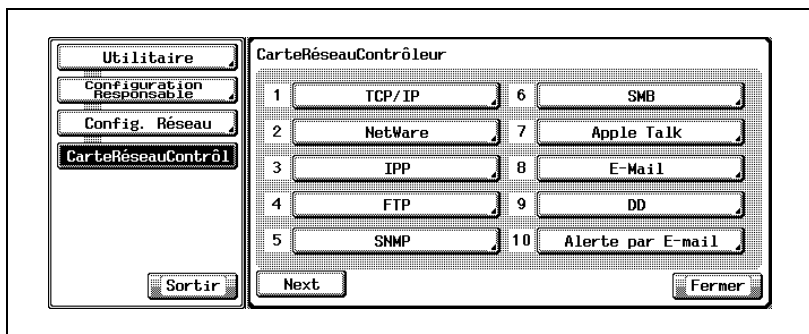 Utilitaire
Configuration
Responsable
Config. Réseau
CarteRéseauContrôl
Sortir
CarteRéseauContrôleur
1 TCP/IP
2 NetWare
3 IPP
4 FTP
5 SNMP
6 SMB
7 Apple Talk
8 E-Mail
9 DD
10 Alerte par E-mail
Next
Fermer